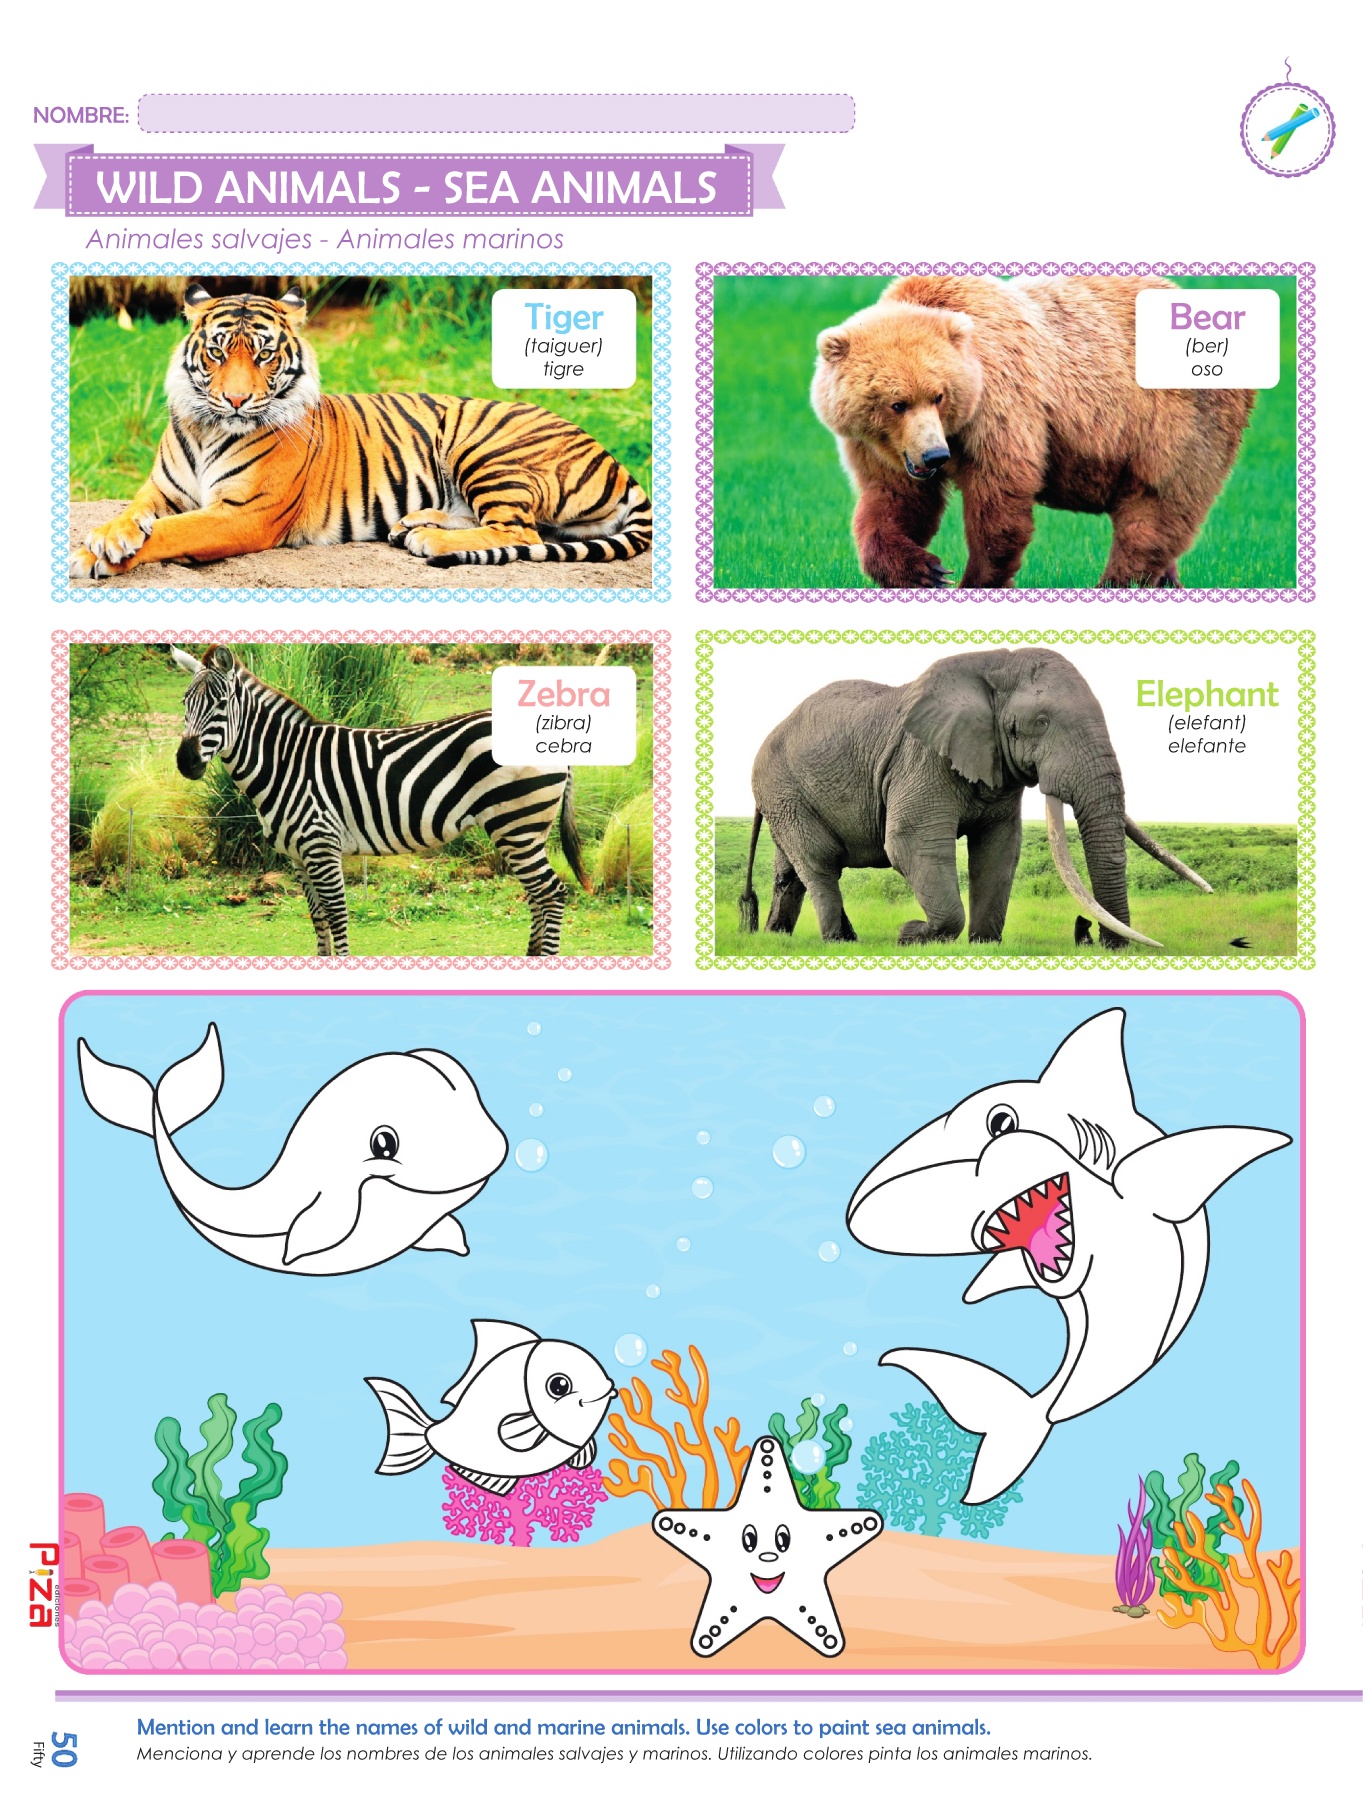 NOMBRE:
WILD ANIMALS - SEA ANIMALS
Animales salvajes - Animales marinos
Tiger
(taiguer)
tigre
Bear
(ber)
oso
Zebra
(zibra)
cebra
Elephant
(elefant)
elefante
Piza
ediciones
50
Fifty
Mention and learn the names of wild and marine animals. Use colors to paint sea animals.
Menciona y aprende los nombres de los animales salvajes y marinos. Utilizando colores pinta los animales marinos.